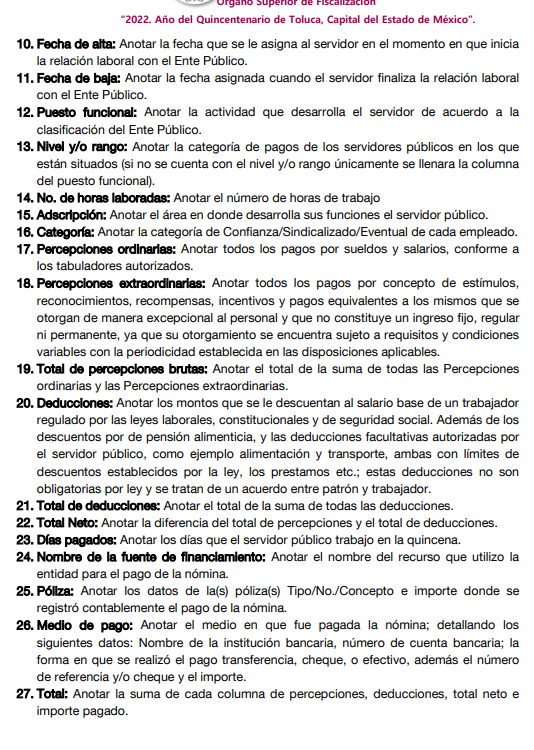 Órgano Superior de Fiscalización
"2022. Año del Quincentenario de Toluca, Capital del Estado de México".
10. Fecha de alta: Anotar la fecha que se le asigna al servidor en el momento en que inicia
la relación laboral con el Ente Público.
11. Fecha de baja: Anotar la fecha asignada cuando el servidor finaliza la relación laboral
con el Ente Público.
12. Puesto funcional: Anotar la actividad que desarrolla el servidor de acuerdo a la
clasificación del Ente Público.
13. Nivel y/o rango: Anotar la categoría de pagos de los servidores públicos en los que
están situados (si no se cuenta con el nivel y/o rango únicamente se llenara la columna
del puesto funcional).
14. No. de horas laboradas: Anotar el número de horas de trabajo
15. Adscripción: Anotar el área en donde desarrolla sus funciones el servidor público.
16. Categoría: Anotar la categoría de Confianza/Sindicalizado/Eventual de cada empleado.
17. Percepciones ordinarias: Anotar todos los pagos por sueldos y salarios, conforme a
los tabuladores autorizados.
18. Percepciones extraordinarias: Anotar todos los pagos por concepto de estímulos,
reconocimientos, recompensas, incentivos y pagos equivalentes a los mismos que se
otorgan de manera excepcional al personal y que no constituye un ingreso fijo, regular
ni permanente, ya que su otorgamiento se encuentra sujeto a requisitos y condiciones
variables con la periodicidad establecida en las disposiciones aplicables.
19. Total de percepciones brutas: Anotar el total de la suma de todas las Percepciones
ordinarias y las Percepciones extraordinarias.
20. Deducciones: Anotar los montos que se le descuentan al salario base de un trabajador
regulado por las leyes laborales, constitucionales y de seguridad social. Además de los
descuentos por de pensión alimenticia, y las deducciones facultativas autorizadas por
el servidor público, como ejemplo alimentación y transporte, ambas con límites de
descuentos establecidos por la ley, los prestamos etc.; estas deducciones no son
obligatorias por ley y se tratan de un acuerdo entre patrón y trabajador.
21. Total de deducciones: Anotar el total de la suma de todas las deducciones.
22. Total Neto: Anotar la diferencia del total de percepciones y el total de deducciones.
23. Días pagados: Anotar los días que el servidor público trabajo en la quincena.
24. Nombre de la fuente de financiamiento: Anotar el nombre del recurso que utilizo la
entidad para el pago de la nómina.
25. Póliza: Anotar los datos de la(s) póliza(s) Tipo/No./Concepto e importe donde se
registró contablemente el pago de la nómina.
26. Medio de pago: Anotar el medio en que fue pagada la nómina; detallando los
siguientes datos: Nombre de la institución bancaria, número de cuenta bancaria; la
forma en que se realizó el pago transferencia, cheque, o efectivo, además el número
de referencia y/o cheque y el importe.
27. Total: Anotar la suma de cada columna de percepciones, deducciones, total neto e
importe pagado.